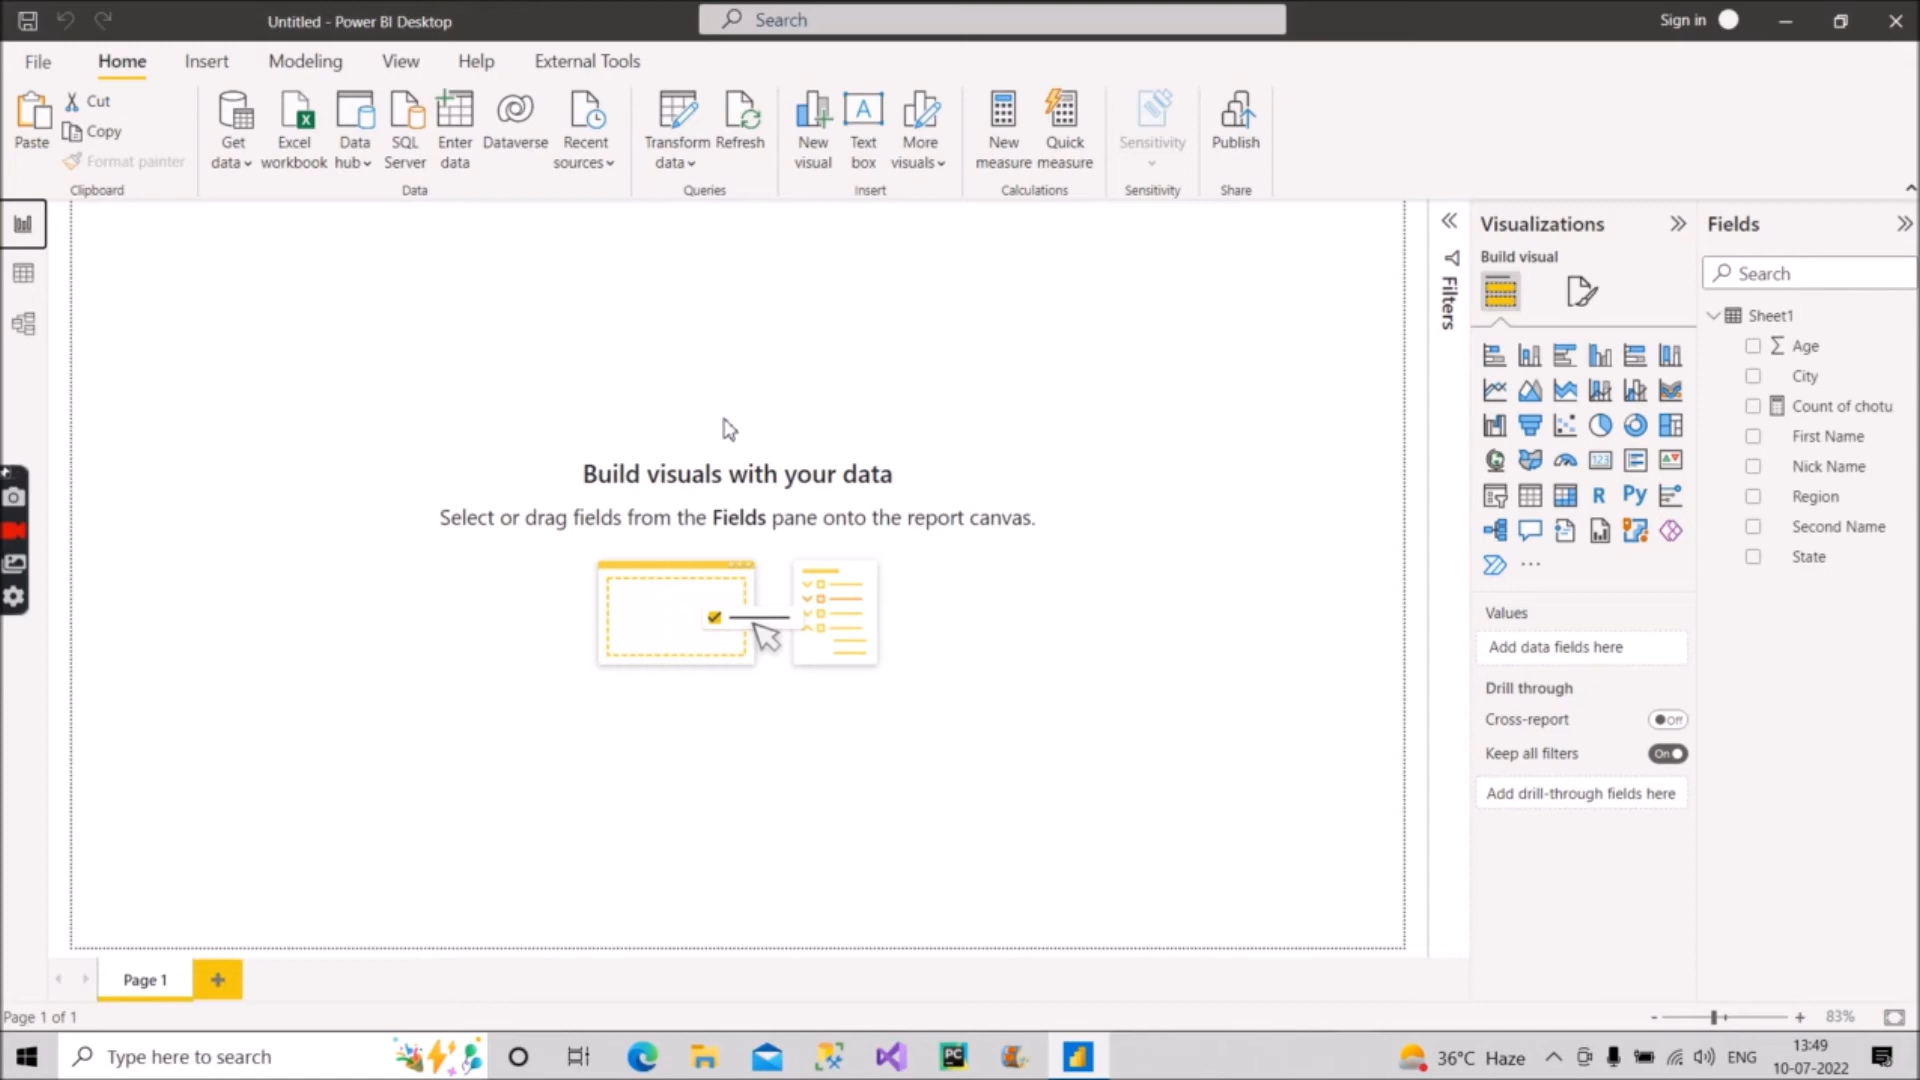 Untitled - Power BI Desktop
Search
Sign in
File
Home
Insert
Modeling
View
Help
External Tools
Paste
Cut
Copy
Format painter
Clipboard
Get data
Excel workbook
Data hub
SQL Server
Enter data
Dataverse
Recent sources
Data
Transform data
Refresh
Queries
New visual
Text box
More visuals
Insert
New measure
Quick measure
Calculations
Sensitivity
Sensitivity
Publish
Share
Build visuals with your data
Select or drag fields from the Fields pane onto the report canvas.
Filters
Visualizations
Build visual
123
R
Py
Values
Add data fields here
Drill through
Cross-report
Off
Keep all filters
On
Add drill-through fields here
Fields
Search
Sheet1
Age
City
Count of chotu
First Name
Nick Name
Region
Second Name
State
Page 1
Page 1 of 1
83%
Type here to search
PC
36°C Haze
ENG
13:49
10-07-2022